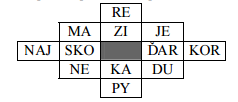 RE
MA ZI JE
NAJ SKO ĎAR KOR
NE KA DU
PY